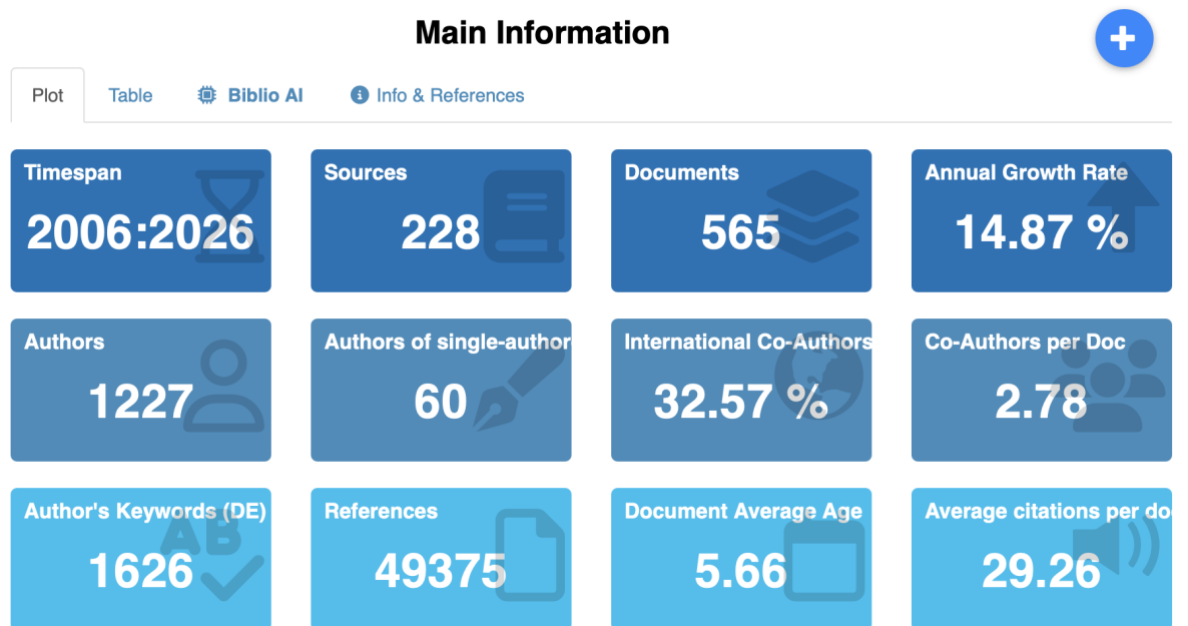 Main Information
Plot
Table
Biblio AI
Info & References
Timespan
2006:2026
Sources
228
Documents
565
Annual Growth Rate
14.87 %
Authors
1227
Authors of single-author
60
International Co-Authors
32.57 %
Co-Authors per Doc
2.78
Author's Keywords (DE)
1626
References
49375
Document Average Age
5.66
Average citations per do
29.26